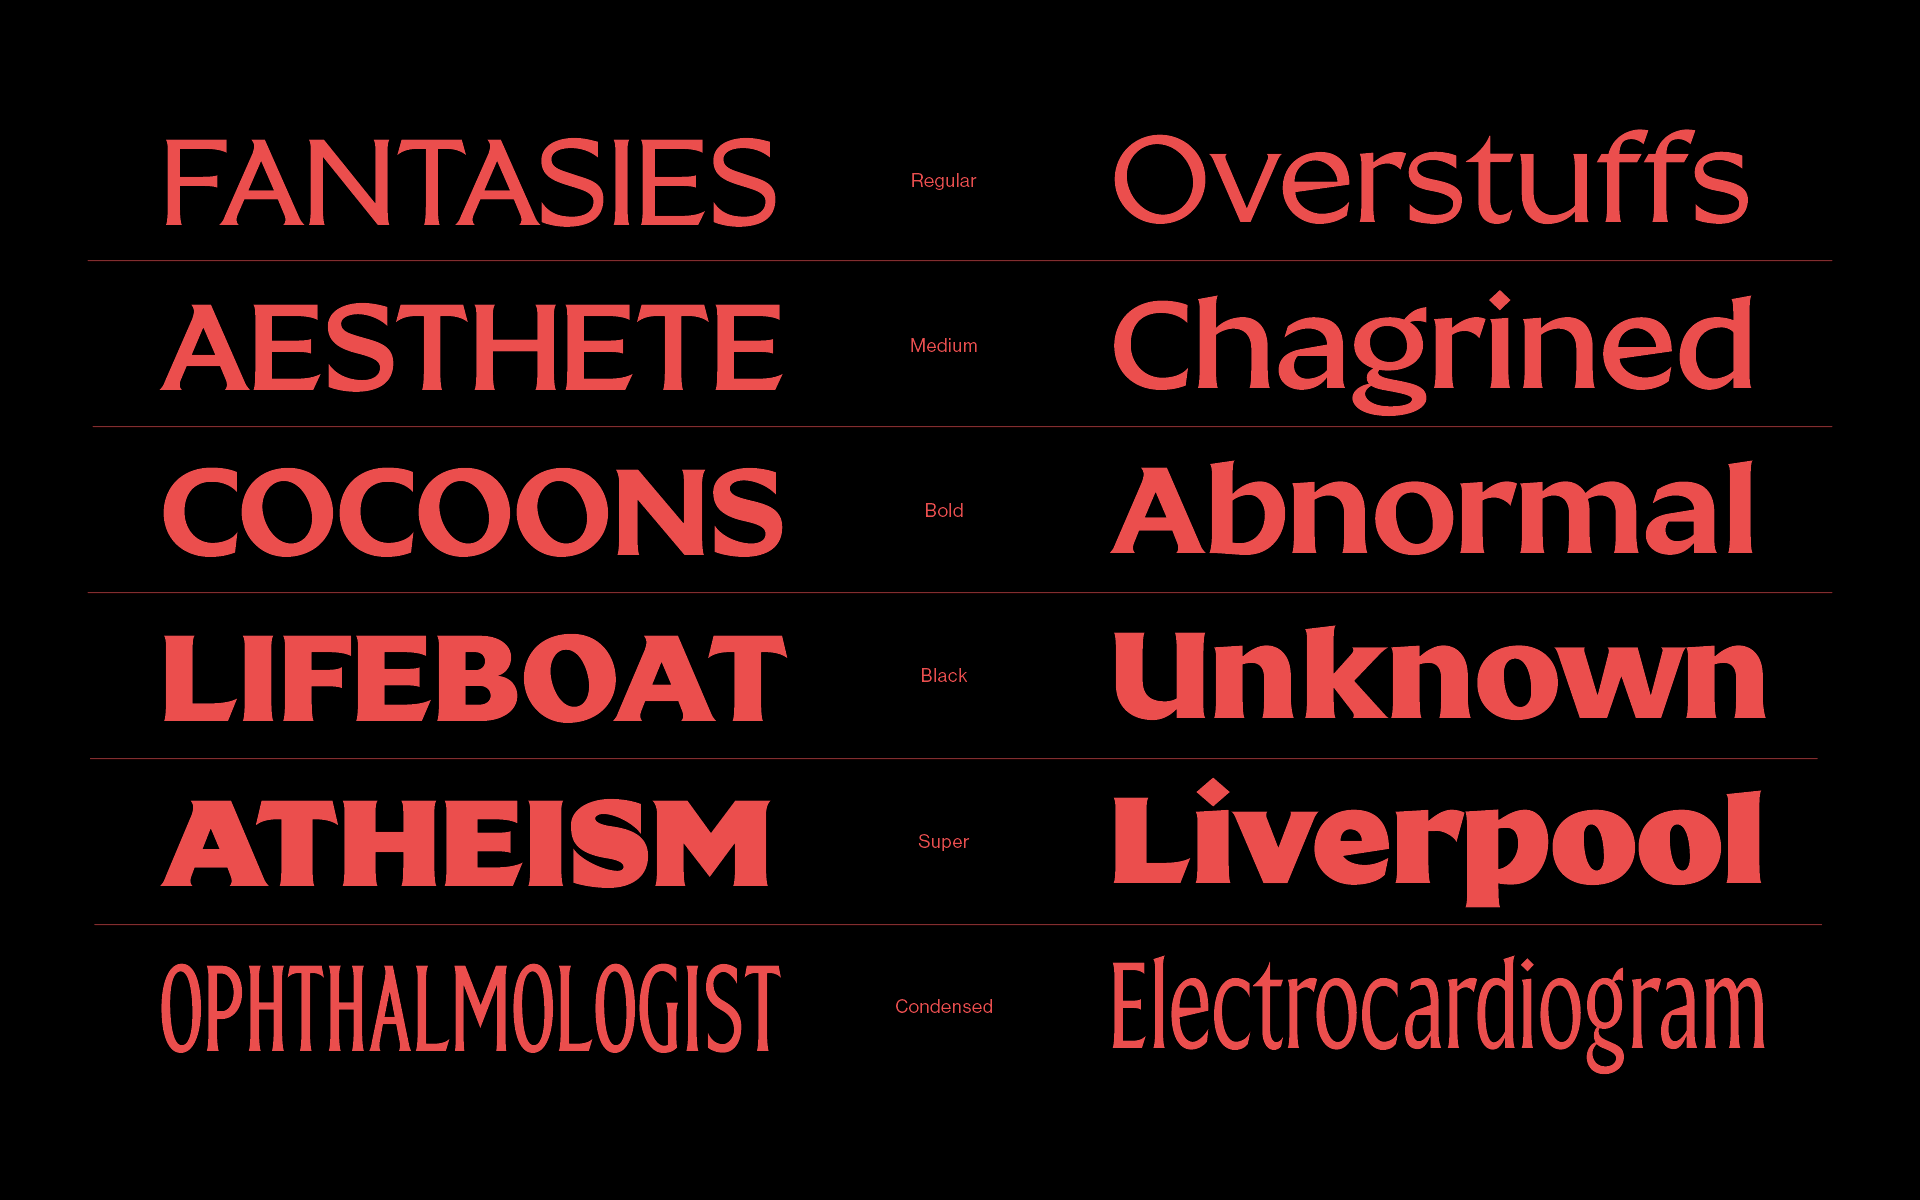 FANTASIES Regular Overstuffs
AESTHETE Medium Chagrined
COCOONS Bold Abnormal
LIFEBOAT Black Unknown
ATHEISM Super Liverpool
OPHTHALMOLOGIST Condensed Electrocardiogram